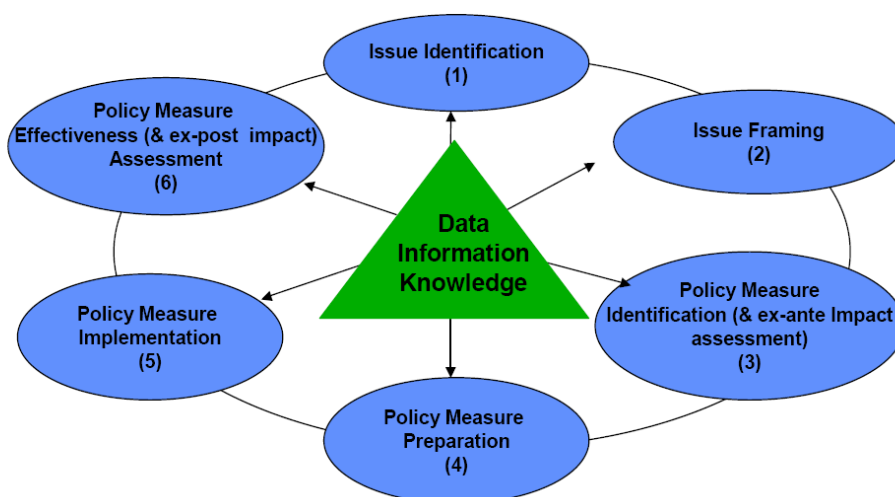 Issue Identification
(1)
Issue Framing
(2)
Policy Measure
Identification (& ex-ante Impact
assessment)
(3)
Policy Measure
Preparation
(4)
Policy Measure
Implementation
(5)
Policy Measure
Effectiveness (& ex-post impact)
Assessment
(6)
Data
Information
Knowledge